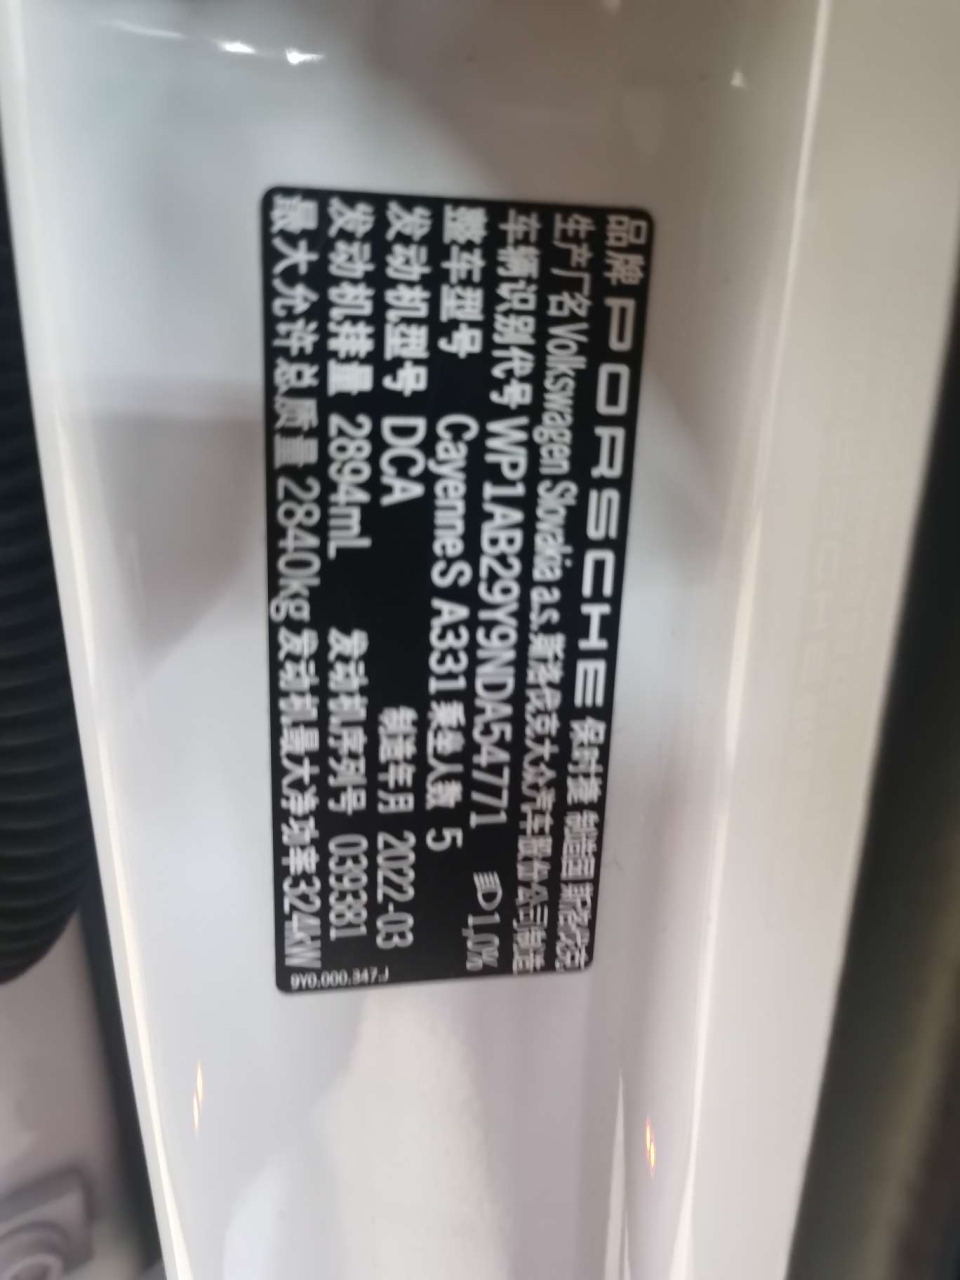 品牌 PORSCHE 保时捷 制造国 斯洛伐克
生产厂名 Volkswagen Slovakia a.s. 斯洛伐克大众汽车股份公司制造
车辆识别代号 WP1AB29Y9NDA54771 1,0%
整车型号 Cayenne S A331 乘坐人数 5
发动机型号 DCA 制造年月 2022-03
发动机排量 2894mL 发动机序列号 039381
最大允许总质量 2840kg 发动机最大净功率 324kW
9Y0.000.347.J